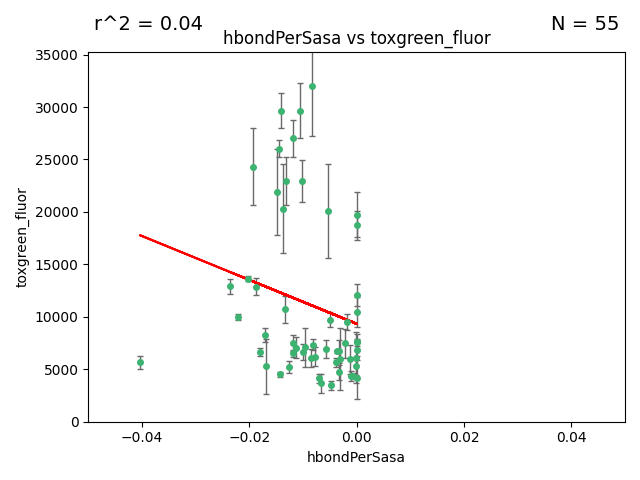 r^2 = 0.04
N = 55
hbondPerSasa vs toxgreen_fluor
toxgreen_fluor
35000
30000
25000
20000
15000
10000
5000
0
−0.04
−0.02
0.00
0.02
0.04
hbondPerSasa